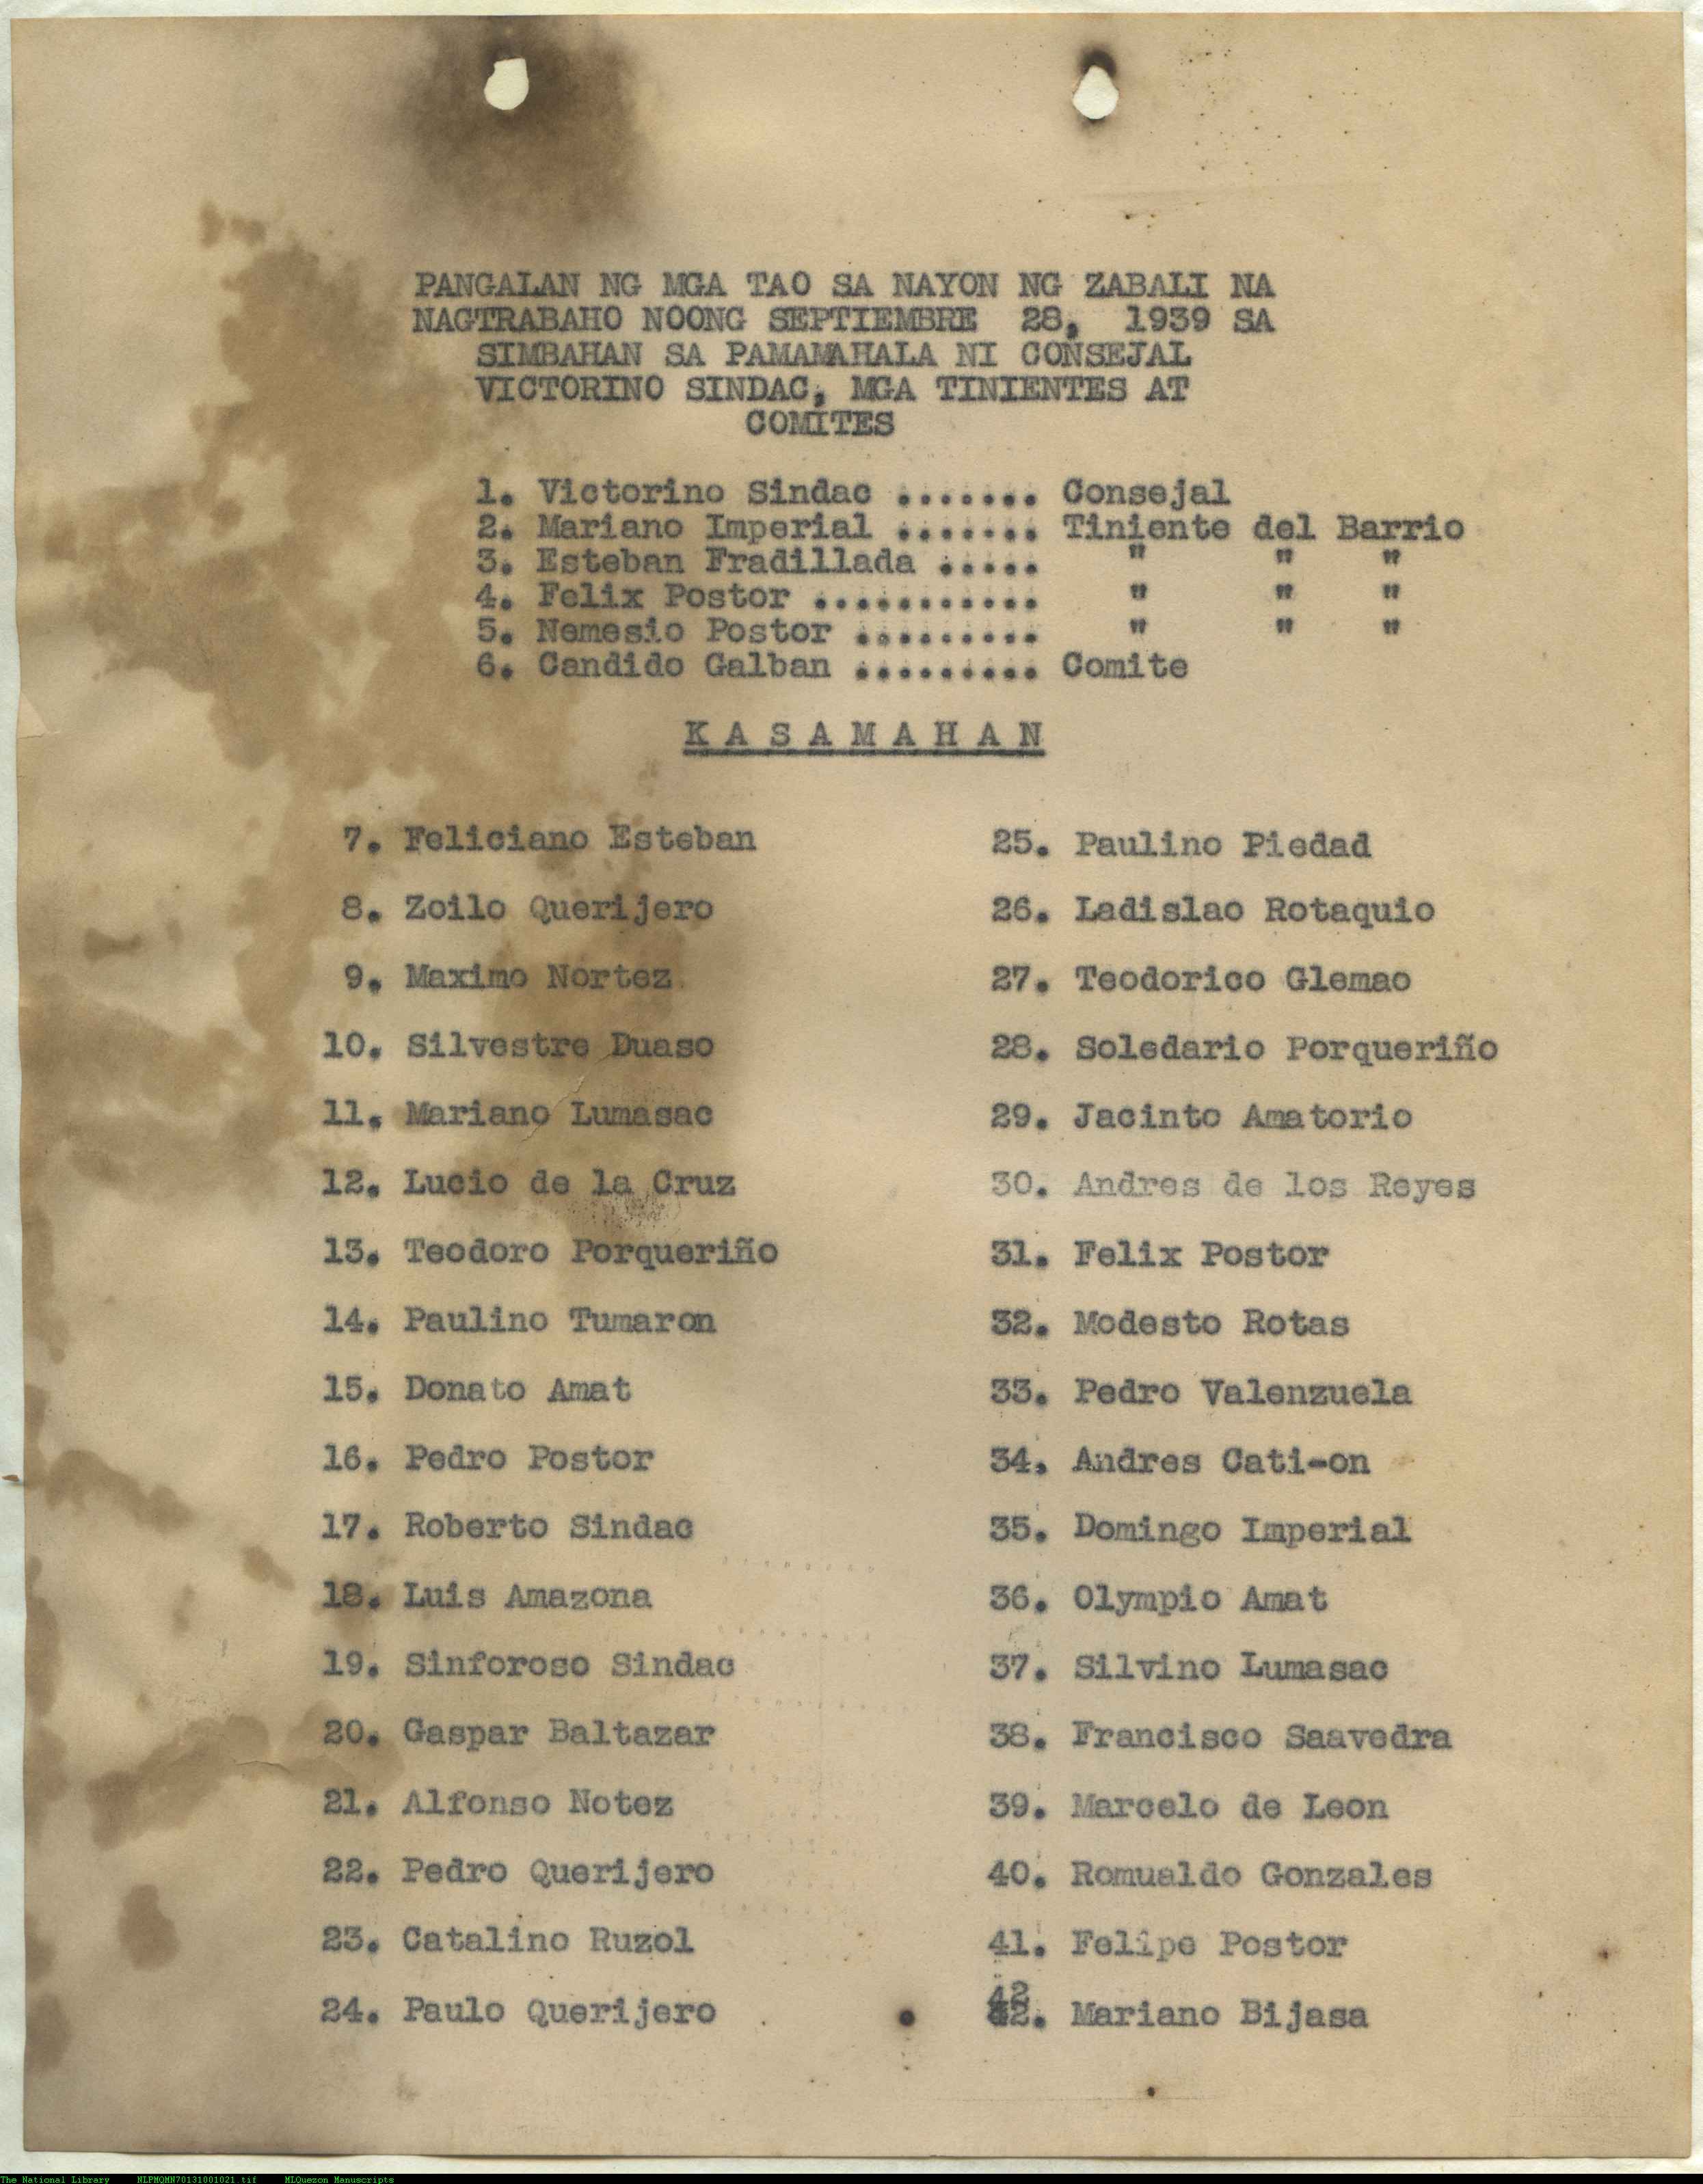 PANGALAN NG MGA TAO SA NAYON NG ZABALI NA
NAGTRABAHO NOONG SEPTIEMBRE 28, 1939 SA
SIMBAHAN SA PAMAMAHALA NI CONSEJAL
VICTORINO SINDAC, MGA TINIENTES AT
COMITES
1. Victorino Sindac ....... Consejal
2. Mariano Imperial ....... Tiniente del Barrio
3. Esteban Fradillada ..... " " "
4. Felix Postor ........... " " "
5. Nemesio Postor ......... " " "
6. Candido Galban ......... Comite
K A S A M A H A N
7. Feliciano Esteban
8. Zoilo Querijero
9. Maximo Nortez
10. Silvestre Duaso
11. Mariano Lumasac
12. Lucio de la Cruz
13. Teodoro Porqueriño
14. Paulino Tumaron
15. Donato Amat
16. Pedro Postor
17. Roberto Sindac
18. Luis Amazona
19. Sinforoso Sindac
20. Gaspar Baltazar
21. Alfonso Notez
22. Pedro Querijero
23. Catalino Ruzol
24. Paulo Querijero
25. Paulino Piedad
26. Ladislao Rotaquio
27. Teodorico Glemao
28. Soledario Porqueriño
29. Jacinto Amatorio
30. Andres de los Reyes
31. Felix Postor
32. Modesto Rotas
33. Pedro Valenzuela
34. Andres Cati-on
35. Domingo Imperial
36. Olympio Amat
37. Silvino Lumasac
38. Francisco Saavedra
39. Marcelo de Leon
40. Romualdo Gonzales
41. Felipe Postor
42. Mariano Bijasa
The National Library NLPMQMN70131001021.tif MLQuezon Manuscripts